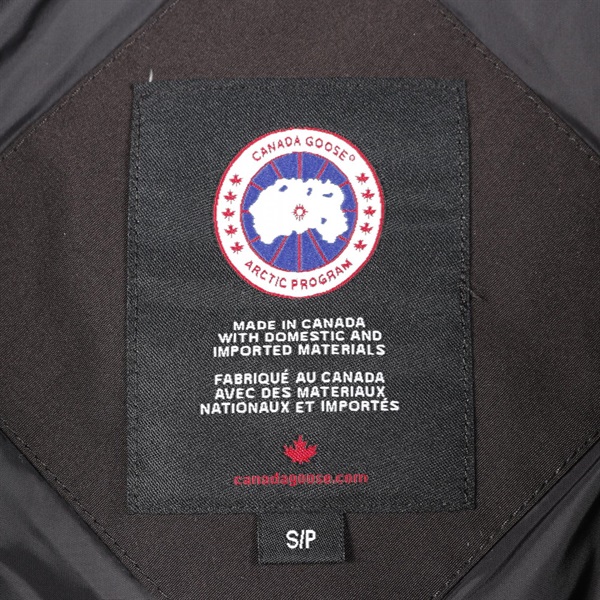 CANADA GOOSE®
ARCTIC PROGRAM
MADE IN CANADA
WITH DOMESTIC AND
IMPORTED MATERIALS
FABRIQUÉ AU CANADA
AVEC DES MATERIAUX
NATIONAUX ET IMPORTÉS
canadagooce.com
S/P